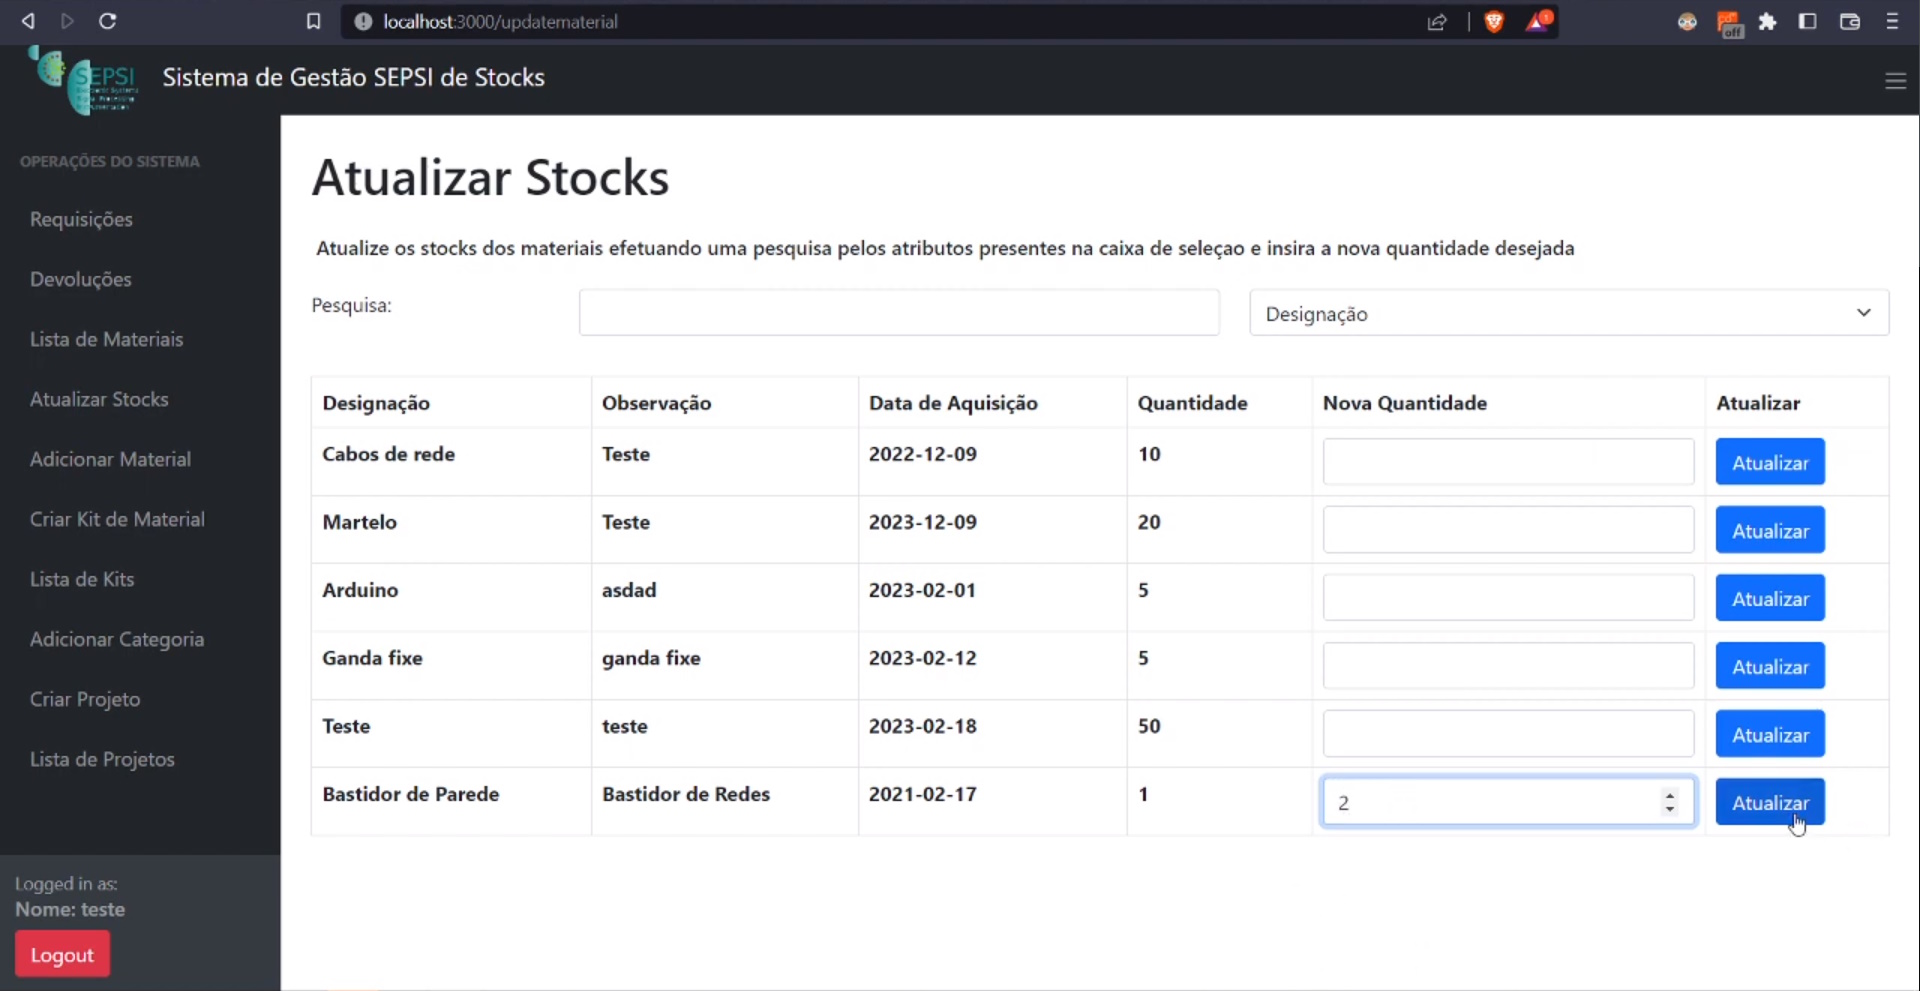 localhost:3000/updatematerial
1
off
SEPSI
Sistema de Gestão SEPSI de Stocks
OPERAÇÕES DO SISTEMA
Requisições
Devoluções
Lista de Materiais
Atualizar Stocks
Adicionar Material
Criar Kit de Material
Lista de Kits
Adicionar Categoria
Criar Projeto
Lista de Projetos
Logged in as:
Nome: teste
Logout
Atualizar Stocks
Atualize os stocks dos materiais efetuando uma pesquisa pelos atributos presentes na caixa de seleçao e insira a nova quantidade desejada
Pesquisa:
Designação
Designação Observação Data de Aquisição Quantidade Nova Quantidade Atualizar
Cabos de rede Teste 2022-12-09 10 Atualizar
Martelo Teste 2023-12-09 20 Atualizar
Arduino asdad 2023-02-01 5 Atualizar
Ganda fixe ganda fixe 2023-02-12 5 Atualizar
Teste teste 2023-02-18 50 Atualizar
Bastidor de Parede Bastidor de Redes 2021-02-17 1 2 Atualizar